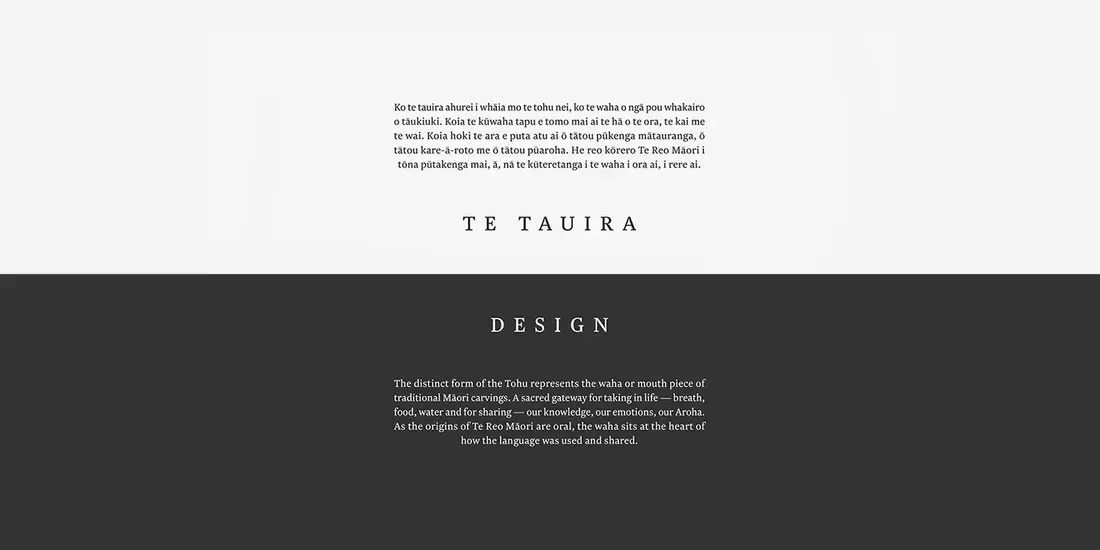 Ko te tauira ahurei i whāia mo te tohu nei, ko te waha o ngā pou whakairo
o tāukiuki. Koia te kūwaha tapu e tomo mai ai te hā o te ora, te kai me
te wai. Koia hoki te ara e puta atu ai ō tātou pūkenga mātauranga, ō
tātou kare-ā-roto me ō tātou pūaroha. He reo kōrero Te Reo Māori i
tōna pūtakenga mai, ā, nā te kūteretanga i te waha i ora ai, i rere ai.
TE TAUIRA
DESIGN
The distinct form of the Tohu represents the waha or mouth piece of
traditional Māori carvings. A sacred gateway for taking in life — breath,
food, water and for sharing — our knowledge, our emotions, our Aroha.
As the origins of Te Reo Māori are oral, the waha sits at the heart of
how the language was used and shared.